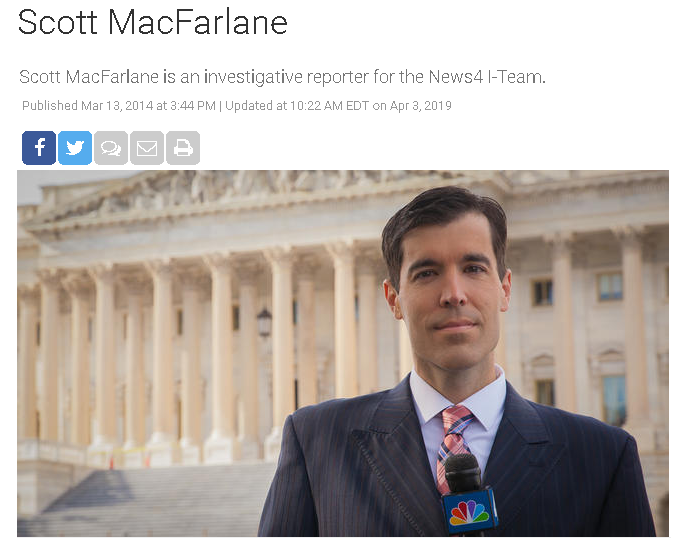 Scott MacFarlane
Scott MacFarlane is an investigative reporter for the News4 I-Team.
Published Mar 13, 2014 at 3:44 PM | Updated at 10:22 AM EDT on Apr 3, 2019